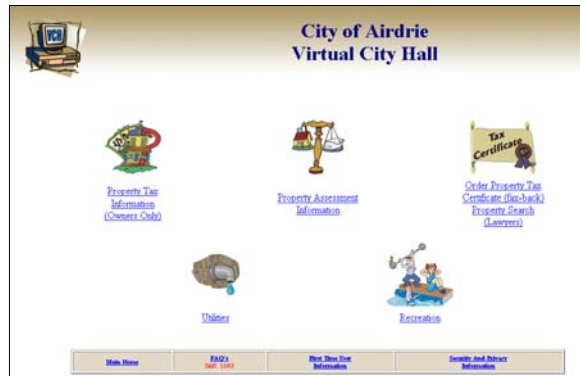 VCH
City of Airdrie
Virtual City Hall
Tax
Certificate
Property Tax
Information
(Owners Only)
Property Assessment
Information
Order Property Tax
Certificate (fax-back)
Property Search
(Lawyers)
Utilities
Recreation
Main Home
FAQ's
First Time User
Information
Security And Privacy
Information